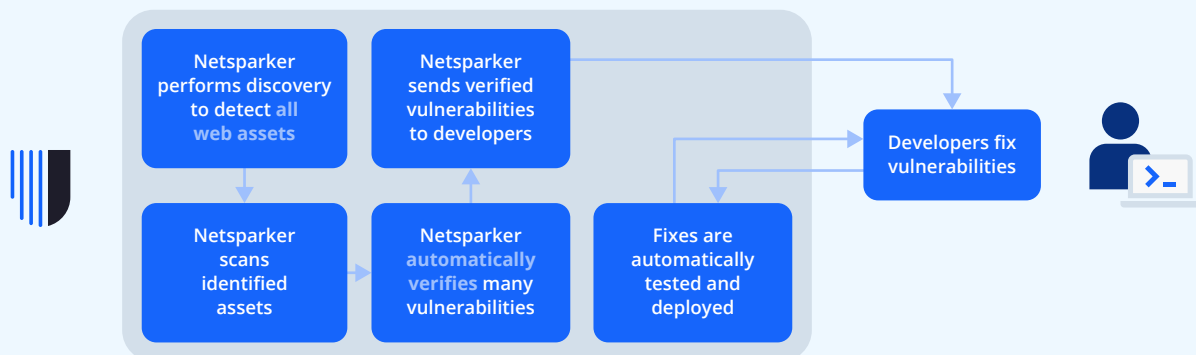 Netsparker
performs discovery
to detect all
web assets
Netsparker
scans
identified
assets
Netsparker
automatically
verifies many
vulnerabilities
Netsparker
sends verified
vulnerabilities
to developers
Developers fix
vulnerabilities
Fixes are
automatically
tested and
deployed